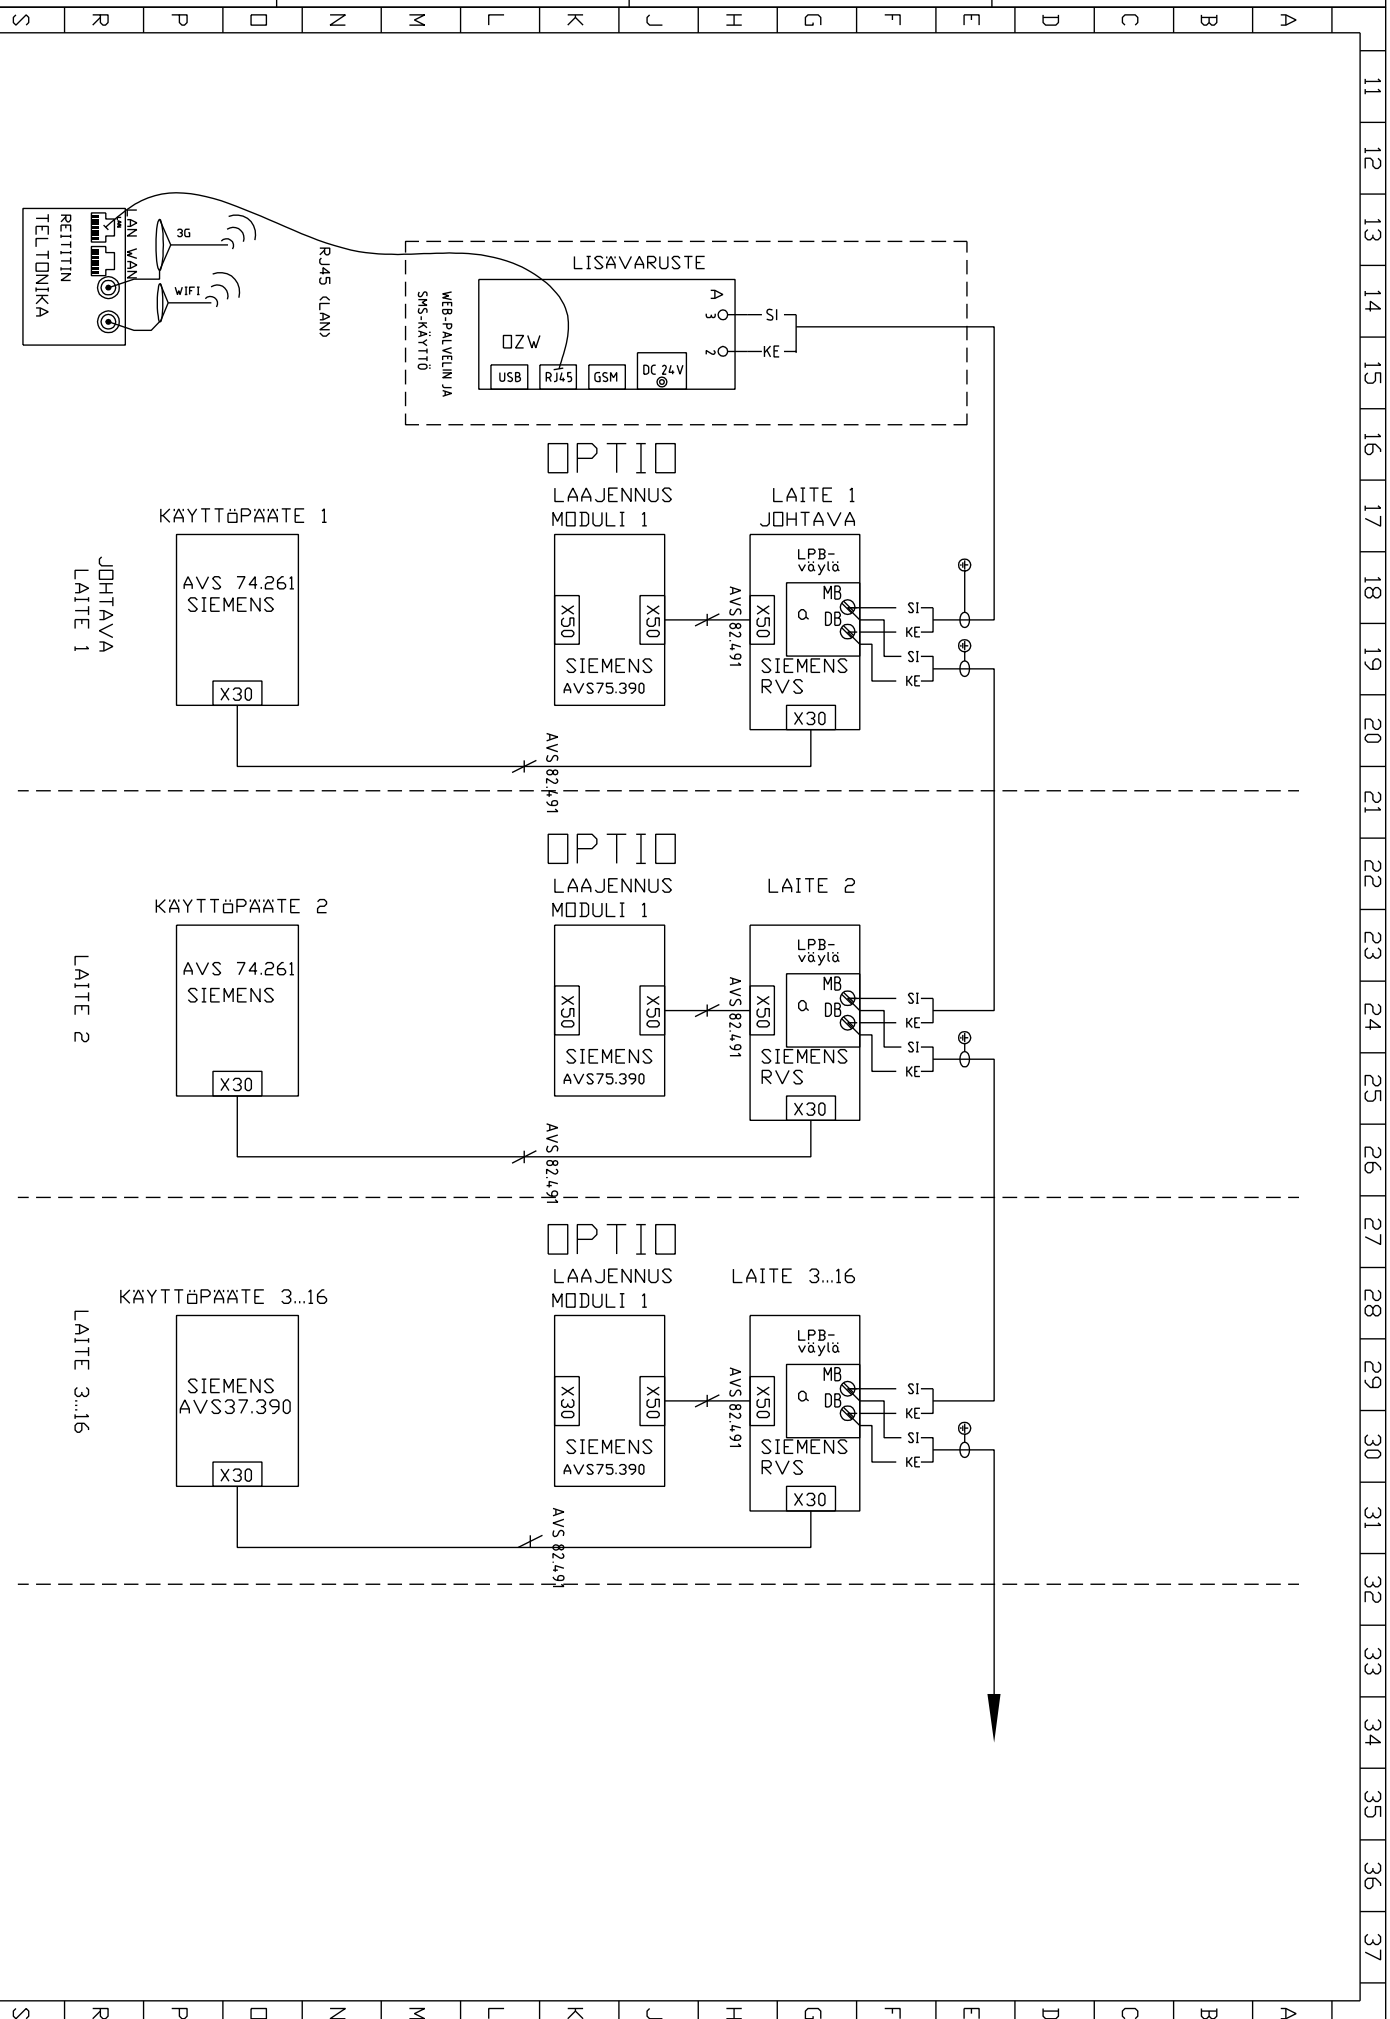 S R P O N M L K J H G F E D C B A
11
12
13
14
15
16
17
18
19
20
21
22
23
24
25
26
27
28
29
30
31
32
33
34
35
36
37
LAN WAN
LAN
REITITIN
TELTONIKA
3G
WIFI
RJ45 (LAN)
LISÄVARUSTE
WEB-PALVELIN JA
SMS-KÄYTTÖ
OZW
A
3
2
SI
KE
USB
RJ45
GSM
DC 24V
OPTIO
LAAJENNUS
MODULI 1
LAITE 1
JOHTAVA
KÄYTTöPÄÄTE 1
JOHTAVA
LAITE 1
AVS 74.261
SIEMENS
X30
X50
X50
SIEMENS
AVS75.390
AVS 82.491
LPB-
väylä
MB
a
DB
X50
SIEMENS
RVS
X30
SI
KE
SI
KE
AVS 82.491
OPTIO
LAAJENNUS
MODULI 1
LAITE 2
KÄYTTöPÄÄTE 2
LAITE 2
AVS 74.261
SIEMENS
X30
X50
X50
SIEMENS
AVS75.390
AVS 82.491
LPB-
väylä
MB
a
DB
X50
SIEMENS
RVS
X30
SI
KE
SI
KE
AVS 82.491
OPTIO
LAAJENNUS
MODULI 1
LAITE 3...16
KÄYTTöPÄÄTE 3...16
LAITE 3...16
SIEMENS
AVS37.390
X30
X30
X50
SIEMENS
AVS75.390
AVS 82.491
LPB-
väylä
MB
a
DB
X50
SIEMENS
RVS
X30
SI
KE
SI
KE
AVS 82.491
S R P O N M L K J H G F E D C B A